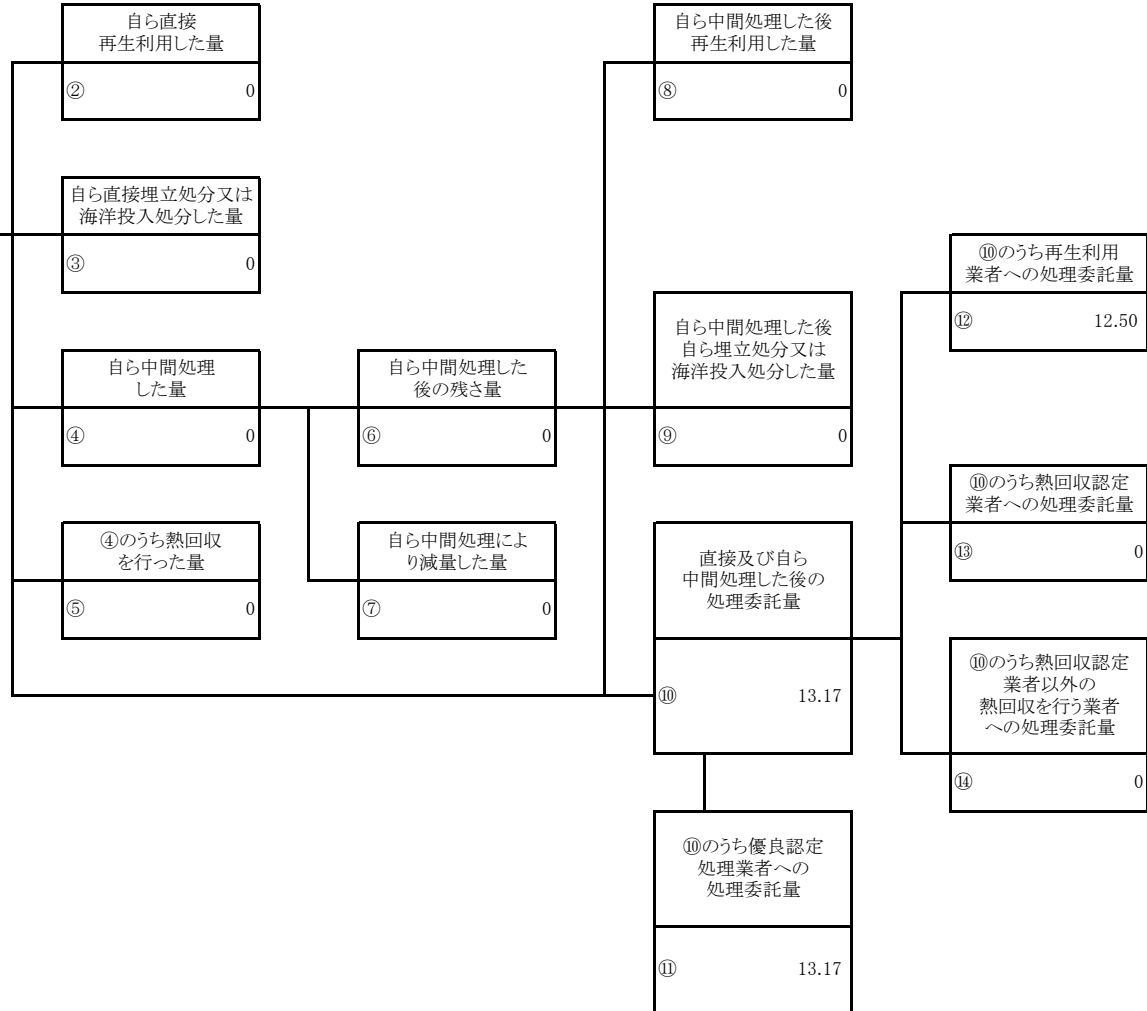 自ら直接
再生利用した量
② 0
自ら直接埋立処分又は
海洋投入処分した量
③ 0
自ら中間処理
した量
④ 0
④のうち熱回収
を行った量
⑤ 0
自ら中間処理した
後の残さ量
⑥ 0
自ら中間処理によ
り減量した量
⑦ 0
自ら中間処理した後
再生利用した量
⑧ 0
自ら中間処理した後
自ら埋立処分又は
海洋投入処分した量
⑨ 0
直接及び自ら
中間処理した後の
処理委託量
⑩ 13.17
⑩のうち優良認定
処理業者への
処理委託量
⑪ 13.17
⑩のうち再生利用
業者への処理委託量
⑫ 12.50
⑩のうち熱回収認定
業者への処理委託量
⑬ 0
⑩のうち熱回収認定
業者以外の
熱回収を行う業者
への処理委託量
⑭ 0